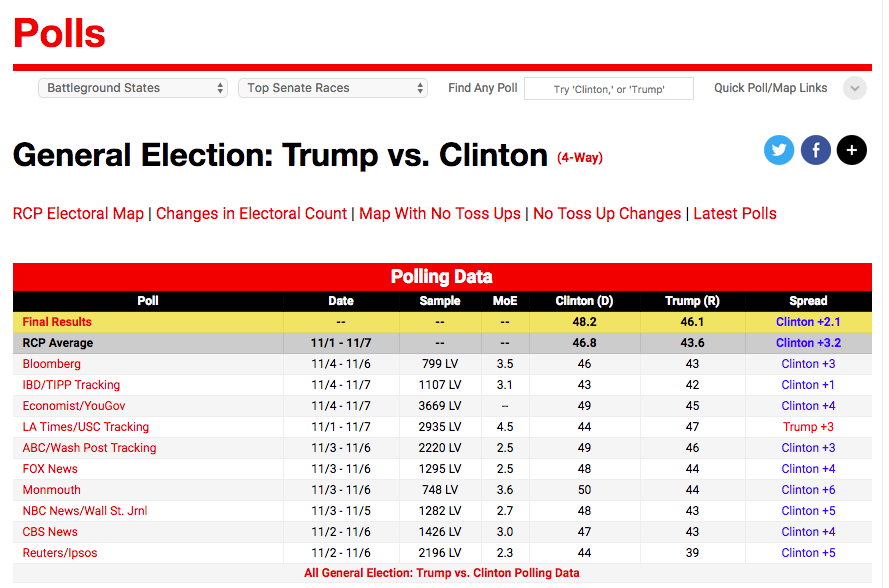 Polls
Battleground States Top Senate Races Find Any Poll Try 'Clinton,' or 'Trump' Quick Poll/Map Links
General Election: Trump vs. Clinton (4-Way)
RCP Electoral Map | Changes in Electoral Count | Map With No Toss Ups | No Toss Up Changes | Latest Polls
Polling Data
Poll Date Sample MoE Clinton (D) Trump (R) Spread
Final Results -- -- -- 48.2 46.1 Clinton +2.1
RCP Average 11/1 - 11/7 -- -- 46.8 43.6 Clinton +3.2
Bloomberg 11/4 - 11/6 799 LV 3.5 46 43 Clinton +3
IBD/TIPP Tracking 11/4 - 11/7 1107 LV 3.1 43 42 Clinton +1
Economist/YouGov 11/4 - 11/7 3669 LV -- 49 45 Clinton +4
LA Times/USC Tracking 11/1 - 11/7 2935 LV 4.5 44 47 Trump +3
ABC/Wash Post Tracking 11/3 - 11/6 2220 LV 2.5 49 46 Clinton +3
FOX News 11/3 - 11/6 1295 LV 2.5 48 44 Clinton +4
Monmouth 11/3 - 11/6 748 LV 3.6 50 44 Clinton +6
NBC News/Wall St. Jrnl 11/3 - 11/5 1282 LV 2.7 48 43 Clinton +5
CBS News 11/2 - 11/6 1426 LV 3.0 47 43 Clinton +4
Reuters/Ipsos 11/2 - 11/6 2196 LV 2.3 44 39 Clinton +5
All General Election: Trump vs. Clinton Polling Data